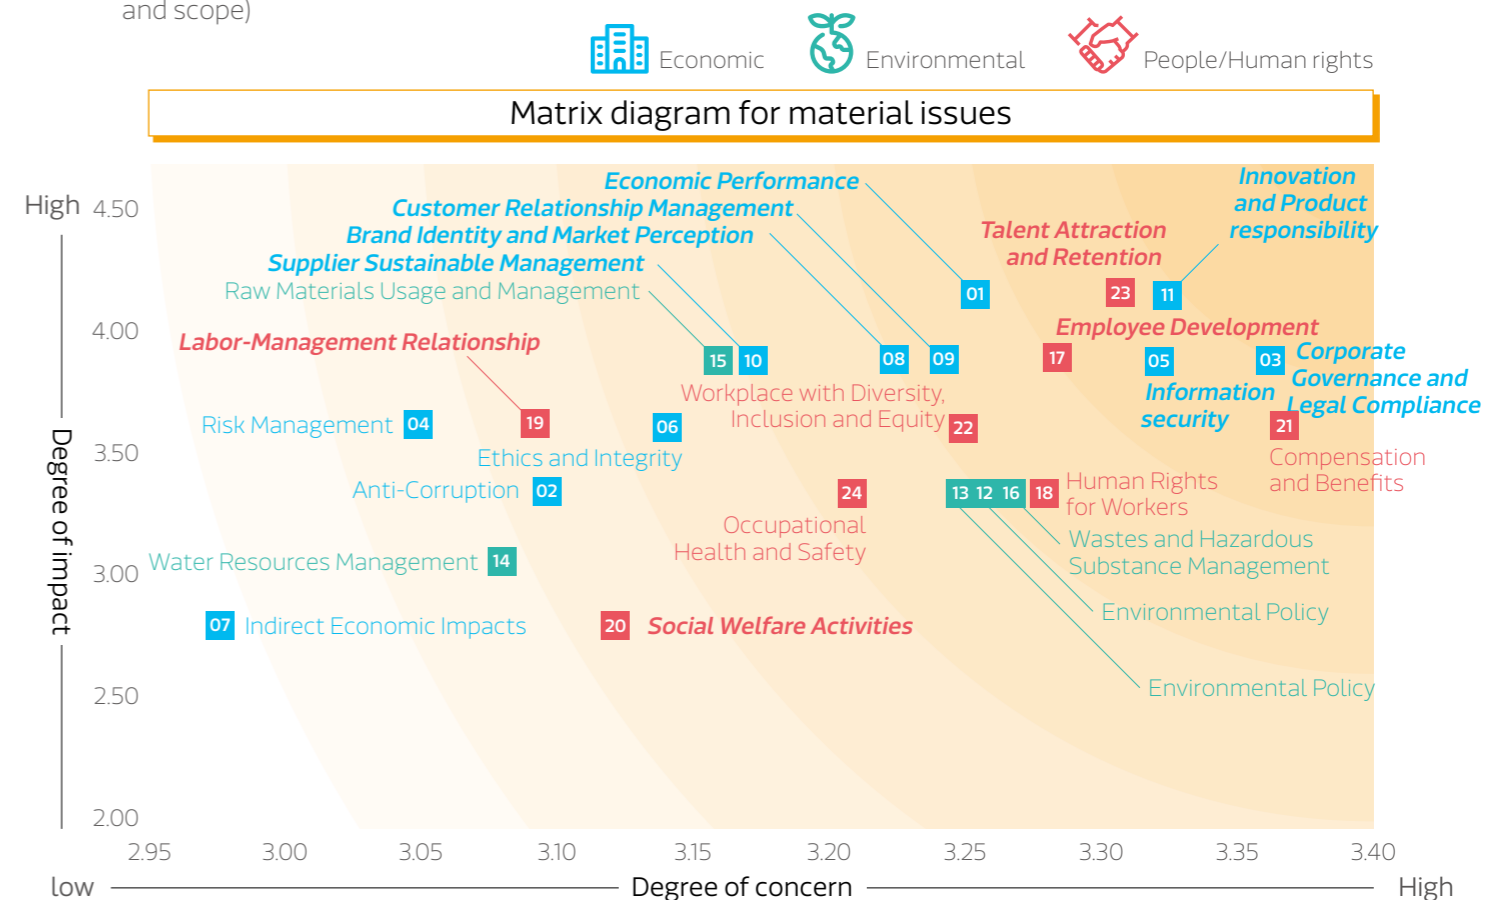 and scope)
Economic
Environmental
People/Human rights
Matrix diagram for material issues
High
4.50
4.00
3.50
3.00
2.50
2.00
Degree of impact
Economic Performance
Customer Relationship Management
Brand Identity and Market Perception
Supplier Sustainable Management
Raw Materials Usage and Management
Labor-Management Relationship
Innovation
and Product
responsibility
Talent Attraction
and Retention
01
23
11
Employee Development
15
10
08
09
17
05
03
Corporate
Governance and
Legal Compliance
Information
security
Workplace with Diversity,
Inclusion and Equity
Risk Management
04
19
06
22
21
Ethics and Integrity
Compensation
and Benefits
Anti-Corruption
02
24
13
12
16
18
Human Rights
for Workers
Occupational
Health and Safety
Wastes and Hazardous
Substance Management
Water Resources Management
14
Environmental Policy
07
Indirect Economic Impacts
20
Social Welfare Activities
Environmental Policy
2.95
3.00
3.05
3.10
3.15
3.20
3.25
3.30
3.35
3.40
low
Degree of concern
High